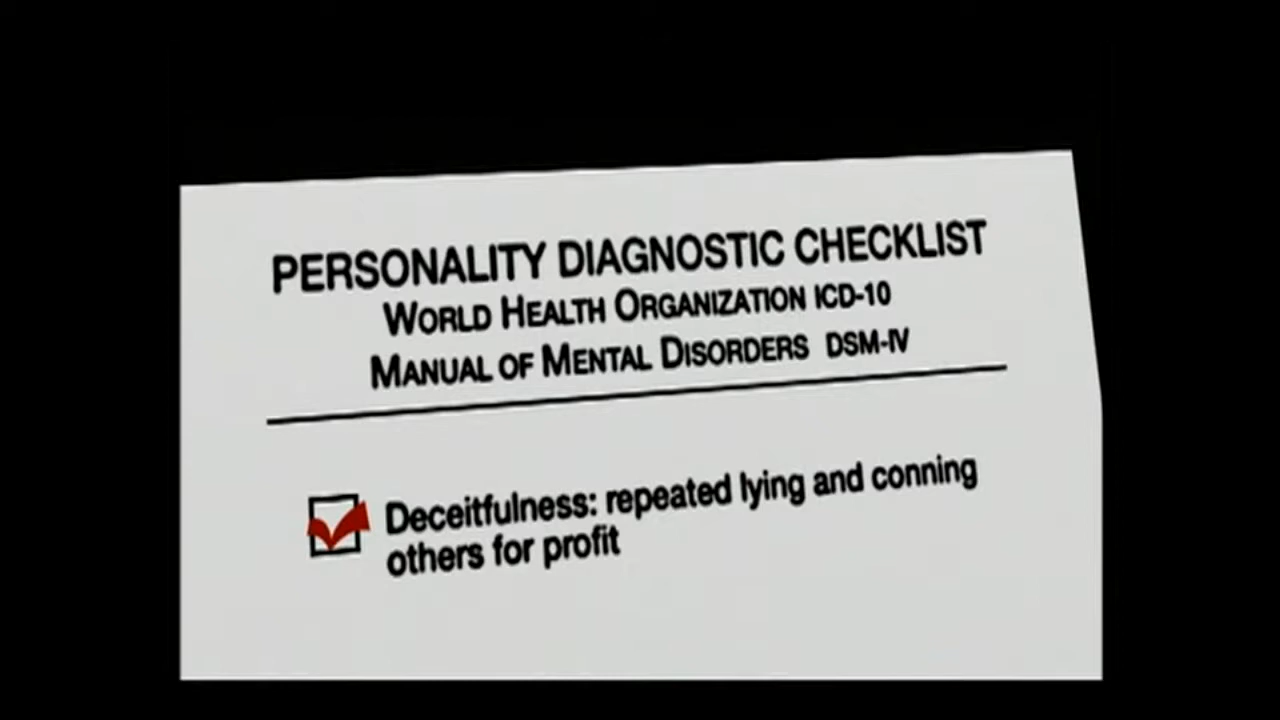 PERSONALITY DIAGNOSTIC CHECKLIST
WORLD HEALTH ORGANIZATION ICD-10
MANUAL OF MENTAL DISORDERS DSM-IV
Deceitfulness: repeated lying and conning
others for profit